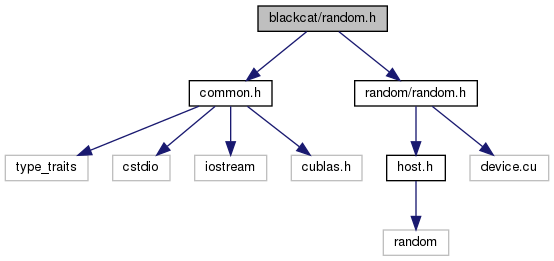 blackcat/random.h
common.h
random/random.h
type_traits
cstdio
iostream
cublas.h
host.h
device.cu
random